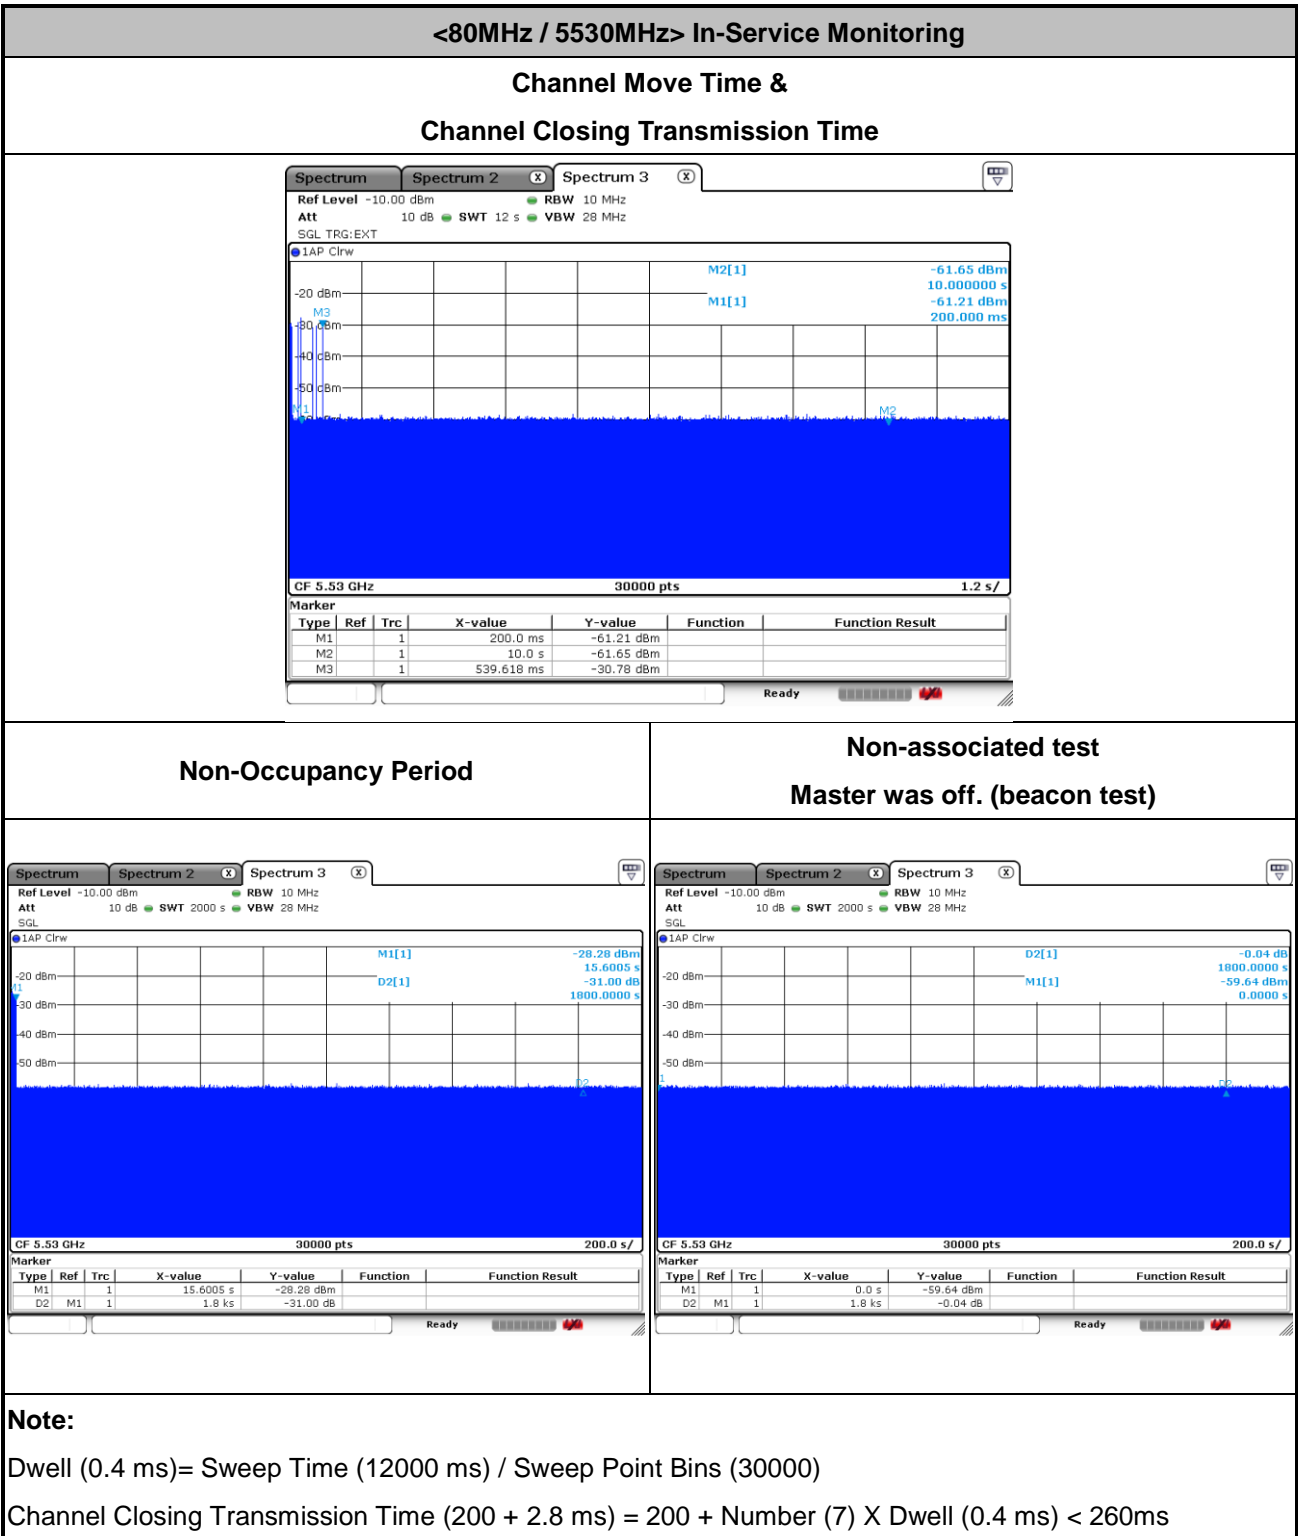 <80MHz / 5530MHz> In-Service Monitoring
Channel Move Time &
Channel Closing Transmission Time
Spectrum Spectrum 2 X Spectrum 3 X
Ref Level -10.00 dBm RBW 10 MHz
Att 10 dB SWT 12 s VBW 28 MHz
SGL TRG:EXT
1AP Clrw
M2[1] -61.65 dBm
10.000000 s
-20 dBm
M1[1] -61.21 dBm
200.000 ms
M3
-30 dBm
-40 dBm
-50 dBm
M1
M2
CF 5.53 GHz 30000 pts 1.2 s/
Marker
Type Ref Trc X-value Y-value Function Function Result
M1 1 200.0 ms -61.21 dBm
M2 1 10.0 s -61.65 dBm
M3 1 539.618 ms -30.78 dBm
Ready
Non-Occupancy Period
Non-associated test
Master was off. (beacon test)
Spectrum Spectrum 2 X Spectrum 3 X
Ref Level -10.00 dBm RBW 10 MHz
Att 10 dB SWT 2000 s VBW 28 MHz
SGL
1AP Clrw
M1[1] -28.28 dBm
15.6005 s
-20 dBm
D2[1] -31.00 dB
1800.0000 s
M1
-30 dBm
-40 dBm
-50 dBm
D2
CF 5.53 GHz 30000 pts 200.0 s/
Marker
Type Ref Trc X-value Y-value Function Function Result
M1 1 15.6005 s -28.28 dBm
D2 M1 1 1.8 ks -31.00 dB
Ready
Spectrum Spectrum 2 X Spectrum 3 X
Ref Level -10.00 dBm RBW 10 MHz
Att 10 dB SWT 2000 s VBW 28 MHz
SGL
1AP Clrw
D2[1] -0.04 dB
1800.0000 s
-20 dBm
M1[1] -59.64 dBm
0.0000 s
-30 dBm
-40 dBm
-50 dBm
1
D2
CF 5.53 GHz 30000 pts 200.0 s/
Marker
Type Ref Trc X-value Y-value Function Function Result
M1 1 0.0 s -59.64 dBm
D2 M1 1 1.8 ks -0.04 dB
Ready
Note:
Dwell (0.4 ms)= Sweep Time (12000 ms) / Sweep Point Bins (30000)
Channel Closing Transmission Time (200 + 2.8 ms) = 200 + Number (7) X Dwell (0.4 ms) < 260ms